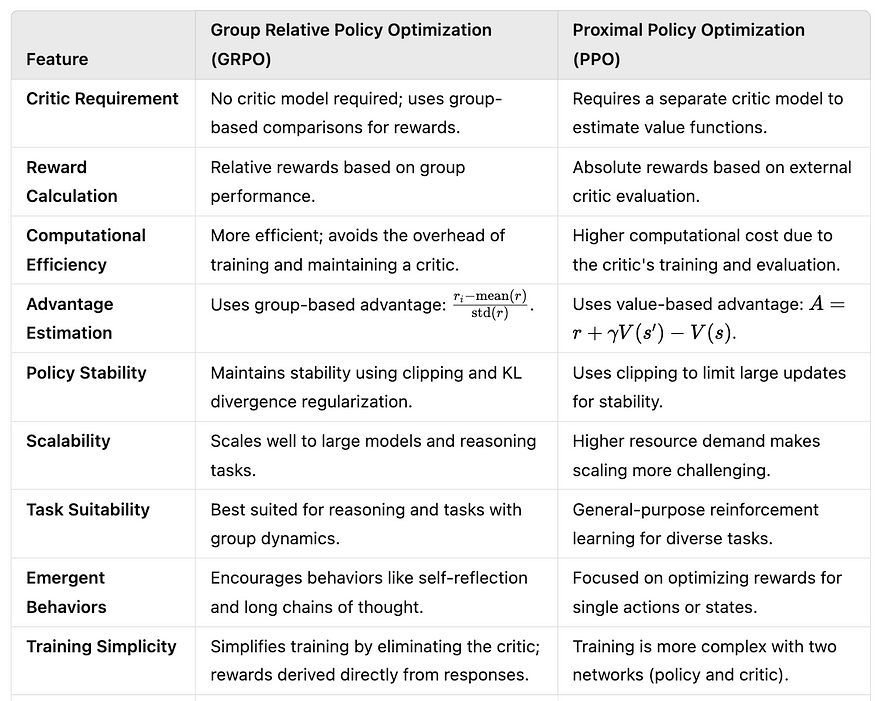 Feature
Group Relative Policy Optimization
(GRPO)
Proximal Policy Optimization
(PPO)
Critic Requirement
No critic model required; uses group-
based comparisons for rewards.
Requires a separate critic model to
estimate value functions.
Reward
Calculation
Relative rewards based on group
performance.
Absolute rewards based on external
critic evaluation.
Computational
Efficiency
More efficient; avoids the overhead of
training and maintaining a critic.
Higher computational cost due to
the critic's training and evaluation.
Advantage
Estimation
Uses group-based advantage: \frac{r_i−mean(r)}{std(r)}.
Uses value-based advantage: A =
r + γV(s′) − V(s).
Policy Stability
Maintains stability using clipping and KL
divergence regularization.
Uses clipping to limit large updates
for stability.
Scalability
Scales well to large models and reasoning
tasks.
Higher resource demand makes
scaling more challenging.
Task Suitability
Best suited for reasoning and tasks with
group dynamics.
General-purpose reinforcement
learning for diverse tasks.
Emergent
Behaviors
Encourages behaviors like self-reflection
and long chains of thought.
Focused on optimizing rewards for
single actions or states.
Training Simplicity
Simplifies training by eliminating the critic;
rewards derived directly from responses.
Training is more complex with two
networks (policy and critic).